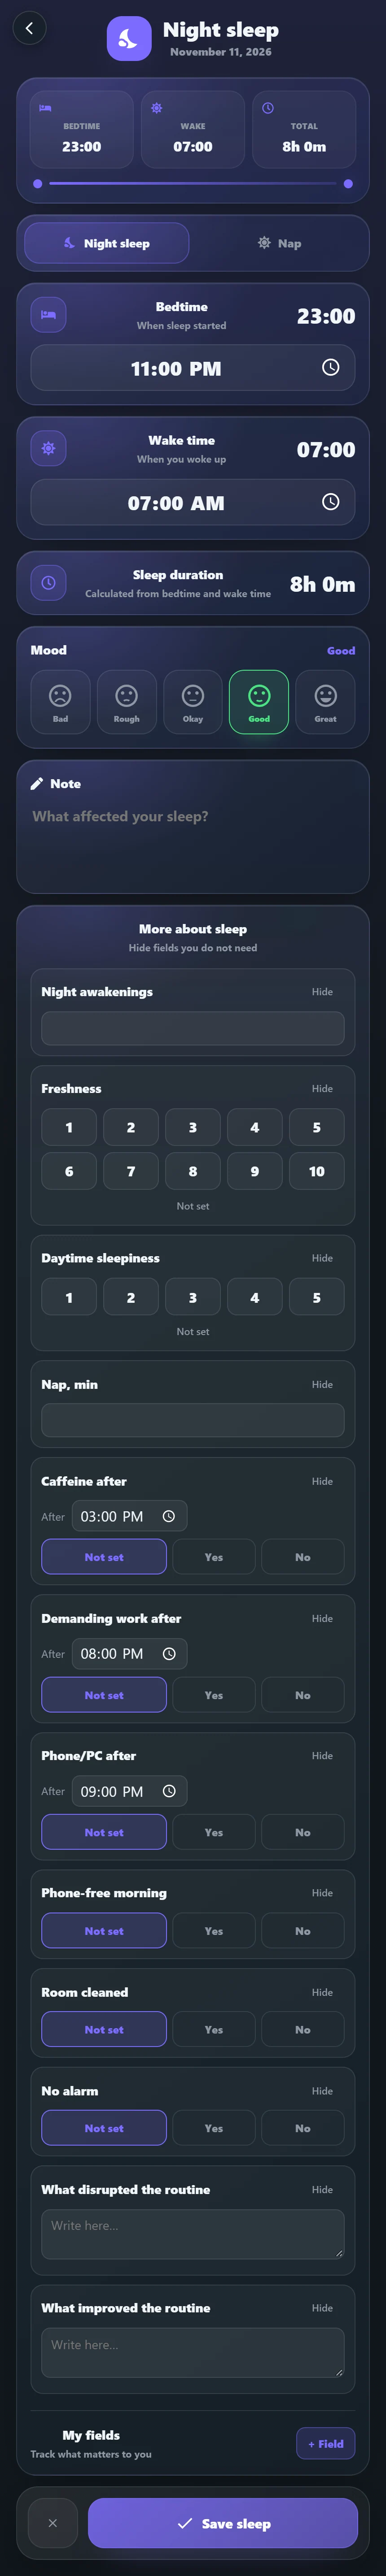 Night sleep
November 11, 2026
BEDTIME
23:00
WAKE
07:00
TOTAL
8h 0m
Night sleep
Nap
Bedtime
When sleep started
23:00
11:00 PM
Wake time
When you woke up
07:00
07:00 AM
Sleep duration
Calculated from bedtime and wake time
8h 0m
Mood
Good
Bad
Rough
Okay
Good
Great
Note
What affected your sleep?
More about sleep
Hide fields you do not need
Night awakenings
Hide
Freshness
Hide
1 2 3 4 5
6 7 8 9 10
Not set
Daytime sleepiness
Hide
1 2 3 4 5
Not set
Nap, min
Hide
Caffeine after
Hide
After 03:00 PM
Not set
Yes
No
Demanding work after
Hide
After 08:00 PM
Not set
Yes
No
Phone/PC after
Hide
After 09:00 PM
Not set
Yes
No
Phone-free morning
Hide
Not set
Yes
No
Room cleaned
Hide
Not set
Yes
No
No alarm
Hide
Not set
Yes
No
What disrupted the routine
Hide
Write here...
What improved the routine
Hide
Write here...
My fields
Track what matters to you
+ Field
Save sleep